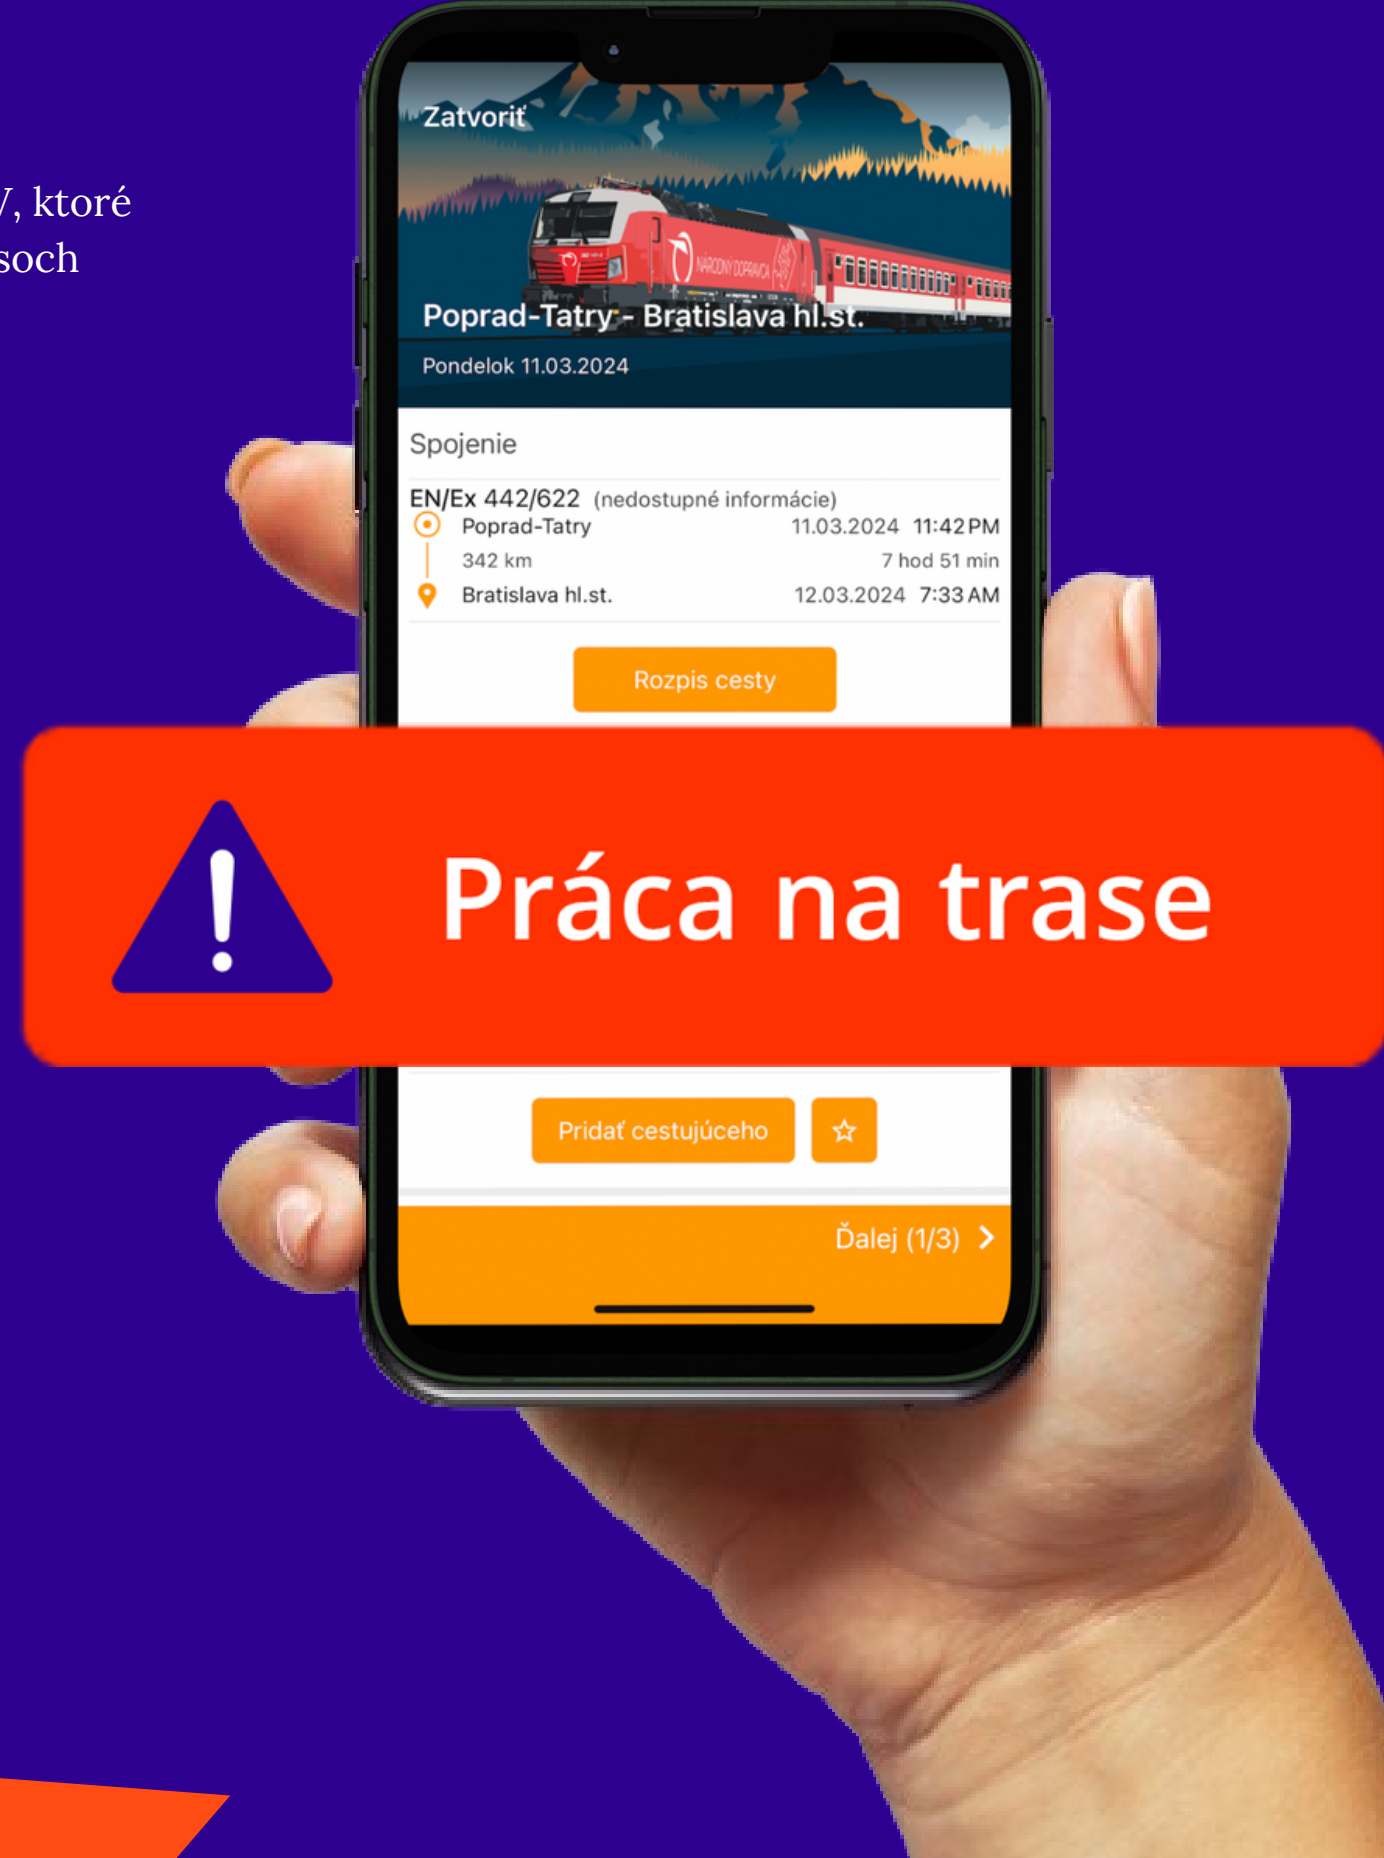 V, ktoré
soch
Zatvoriť
NÁRODNÝ DOPRAVCA
Poprad-Tatry - Bratislava hl.st.
Pondelok 11.03.2024
Spojenie
EN/Ex 442/622 (nedostupné informácie)
Poprad-Tatry 11.03.2024 11:42 PM
342 km 7 hod 51 min
Bratislava hl.st. 12.03.2024 7:33 AM
Rozpis cesty
Práca na trase
Pridať cestujúceho
Ďalej (1/3)